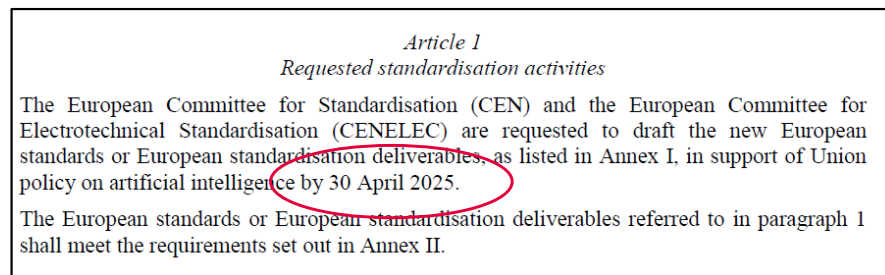 Article 1
Requested standardisation activities
The European Committee for Standardisation (CEN) and the European Committee for
Electrotechnical Standardisation (CENELEC) are requested to draft the new European
standards or European standardisation deliverables, as listed in Annex I, in support of Union
policy on artificial intelligence by 30 April 2025.
The European standards or European standardisation deliverables referred to in paragraph 1
shall meet the requirements set out in Annex II.